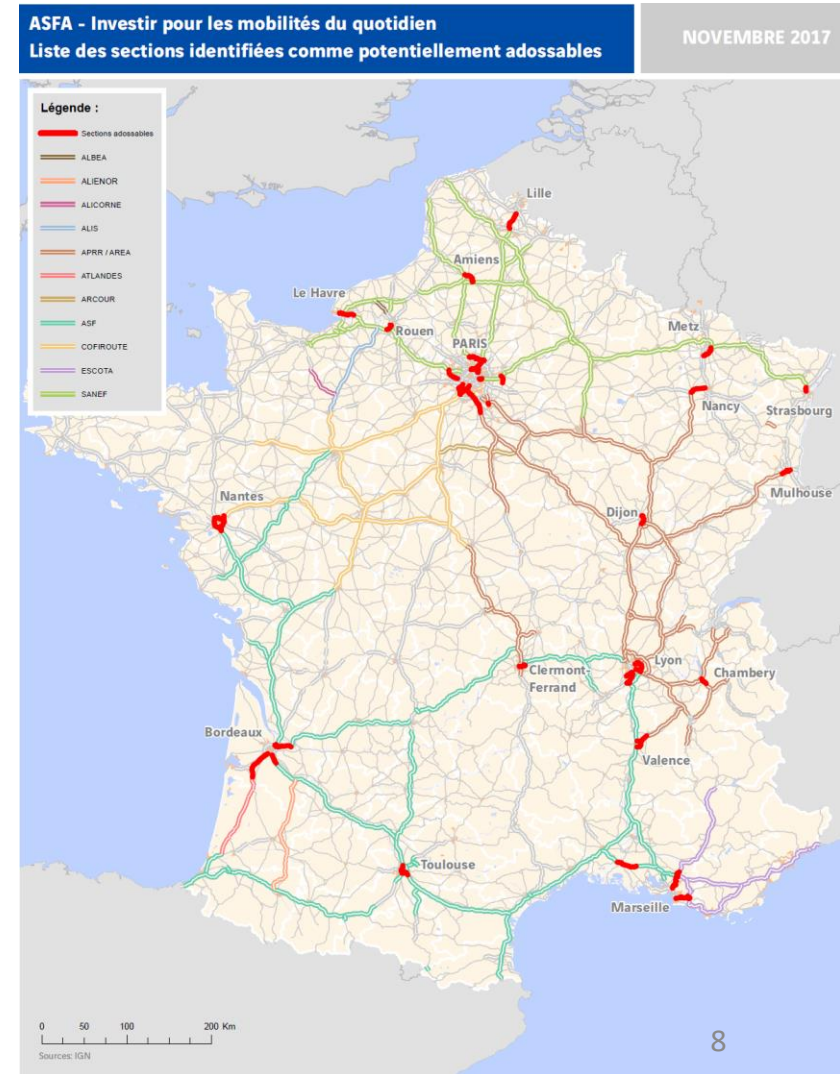 ASFA - Investir pour les mobilités du quotidien
Liste des sections identifiées comme potentiellement adossables
NOVEMBRE 2017
Légende :
Sections adossables
ALBEA
ALIENOR
ALICORNE
ALIS
APRR / AREA
ATLANDES
ARCOUR
ASF
COFIROUTE
ESCOTA
SANEF
Lille
Amiens
Le Havre
Rouen
PARIS
Metz
Nancy
Strasbourg
Mulhouse
Nantes
Dijon
Clermont-
Ferrand
Lyon
Chambery
Bordeaux
Valence
Toulouse
Marseille
0 50 100 200 Km
Sources: IGN
8